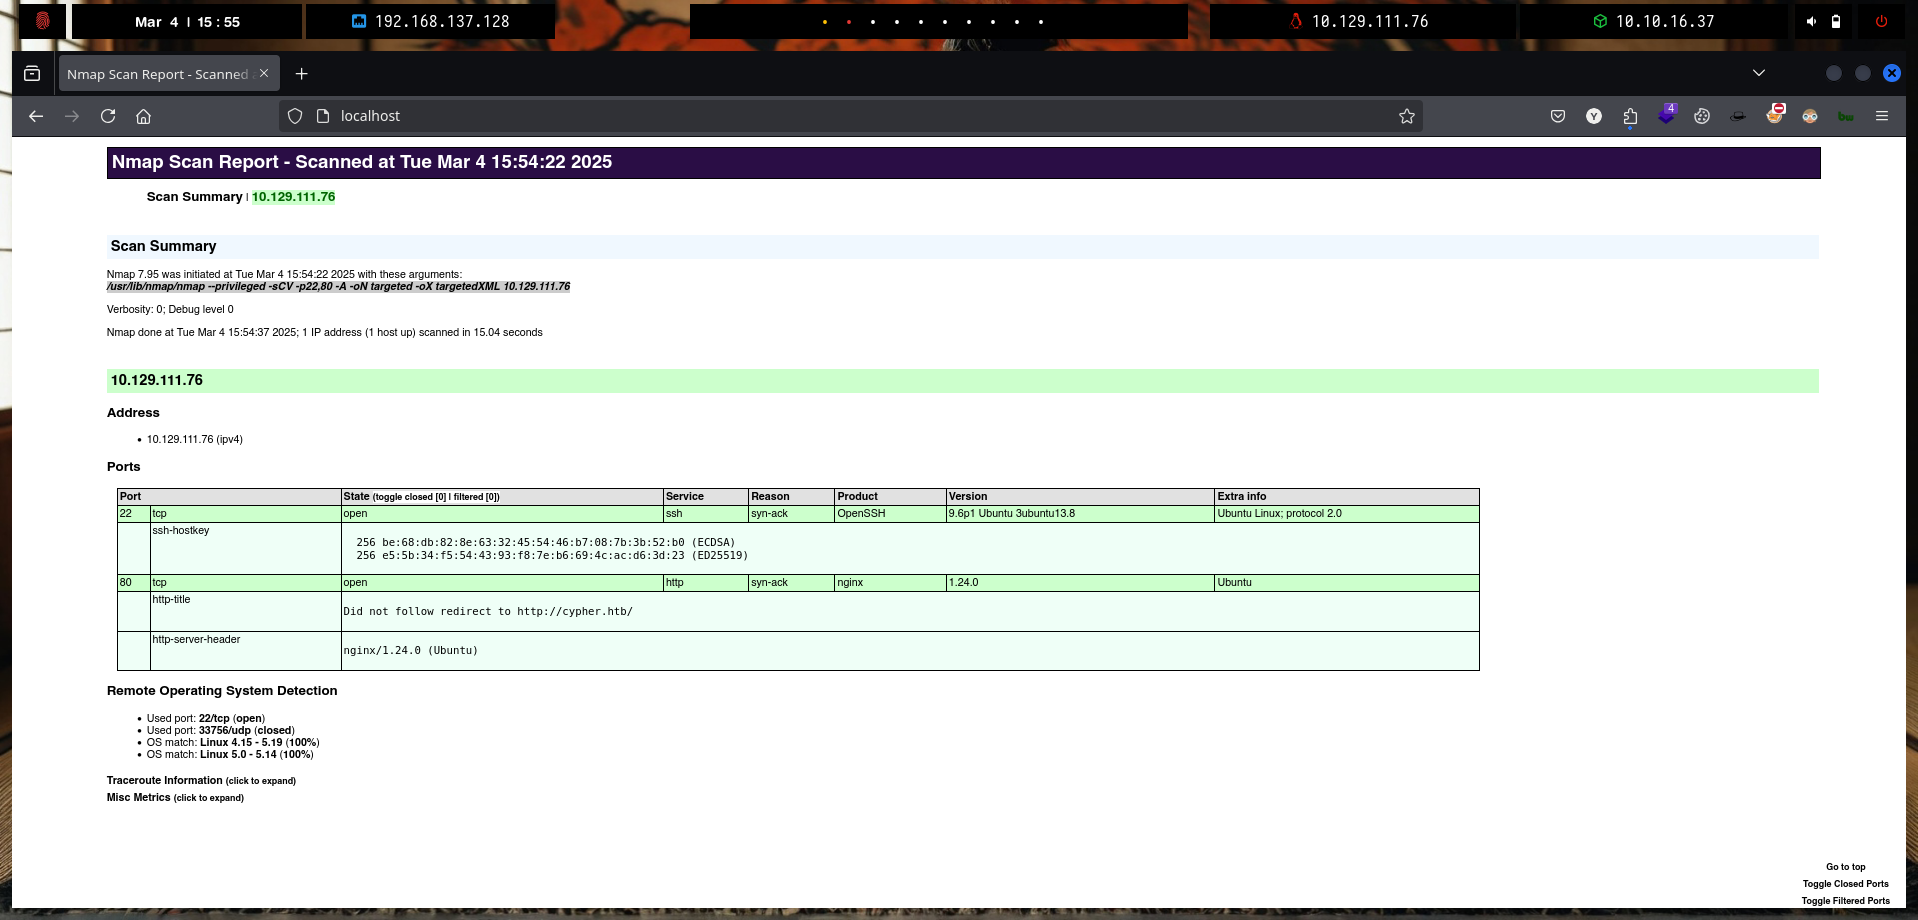 Mar 4 | 15 : 55
192.168.137.128
10.129.111.76
10.10.16.37
Nmap Scan Report - Scanned
localhost
4
Y
Nmap Scan Report - Scanned at Tue Mar 4 15:54:22 2025
Scan Summary | 10.129.111.76
Scan Summary
Nmap 7.95 was initiated at Tue Mar 4 15:54:22 2025 with these arguments:
/usr/lib/nmap/nmap --privileged -sCV -p22,80 -A -oN targeted -oX targetedXML 10.129.111.76
Verbosity: 0; Debug level 0
Nmap done at Tue Mar 4 15:54:37 2025; 1 IP address (1 host up) scanned in 15.04 seconds
10.129.111.76
Address
• 10.129.111.76 (ipv4)
Ports
Port State (toggle closed [0] | filtered [0]) Service Reason Product Version Extra info
22 tcp open ssh syn-ack OpenSSH 9.6p1 Ubuntu 3ubuntu13.8 Ubuntu Linux; protocol 2.0
ssh-hostkey
256 be:68:db:82:8e:63:32:45:54:46:b7:08:7b:3b:52:b0 (ECDSA)
256 e5:5b:34:f5:54:43:93:f8:7e:b6:69:4c:ac:d6:3d:23 (ED25519)
80 tcp open http syn-ack nginx 1.24.0 Ubuntu
http-title
Did not follow redirect to http://cypher.htb/
http-server-header
nginx/1.24.0 (Ubuntu)
Remote Operating System Detection
• Used port: 22/tcp (open)
• Used port: 33756/udp (closed)
• OS match: Linux 4.15 - 5.19 (100%)
• OS match: Linux 5.0 - 5.14 (100%)
Traceroute Information (click to expand)
Misc Metrics (click to expand)
Go to top
Toggle Closed Ports
Toggle Filtered Ports